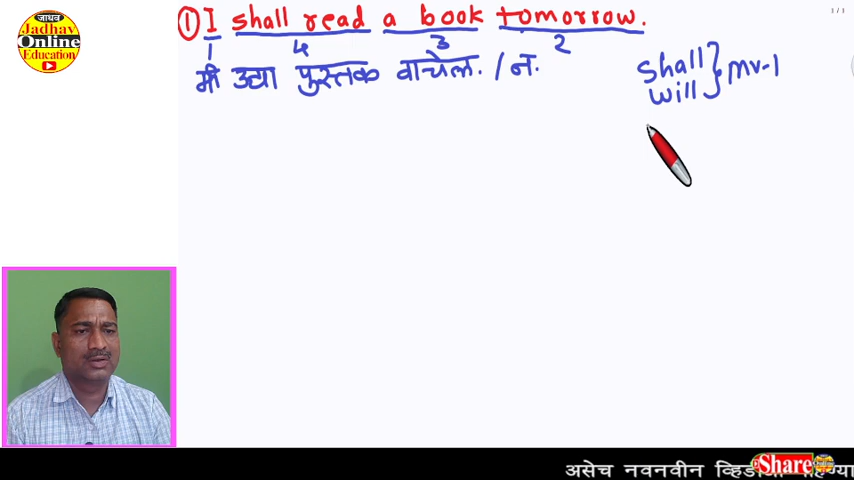 जाधव
Jadhav
Online
Education
① I shall read a book tomorrow.
1 4 3 2
मी उद्या पुस्तक वाचेल. / न.
shall
will } mv-1
1 / 1
असेच नवनवीन
Share